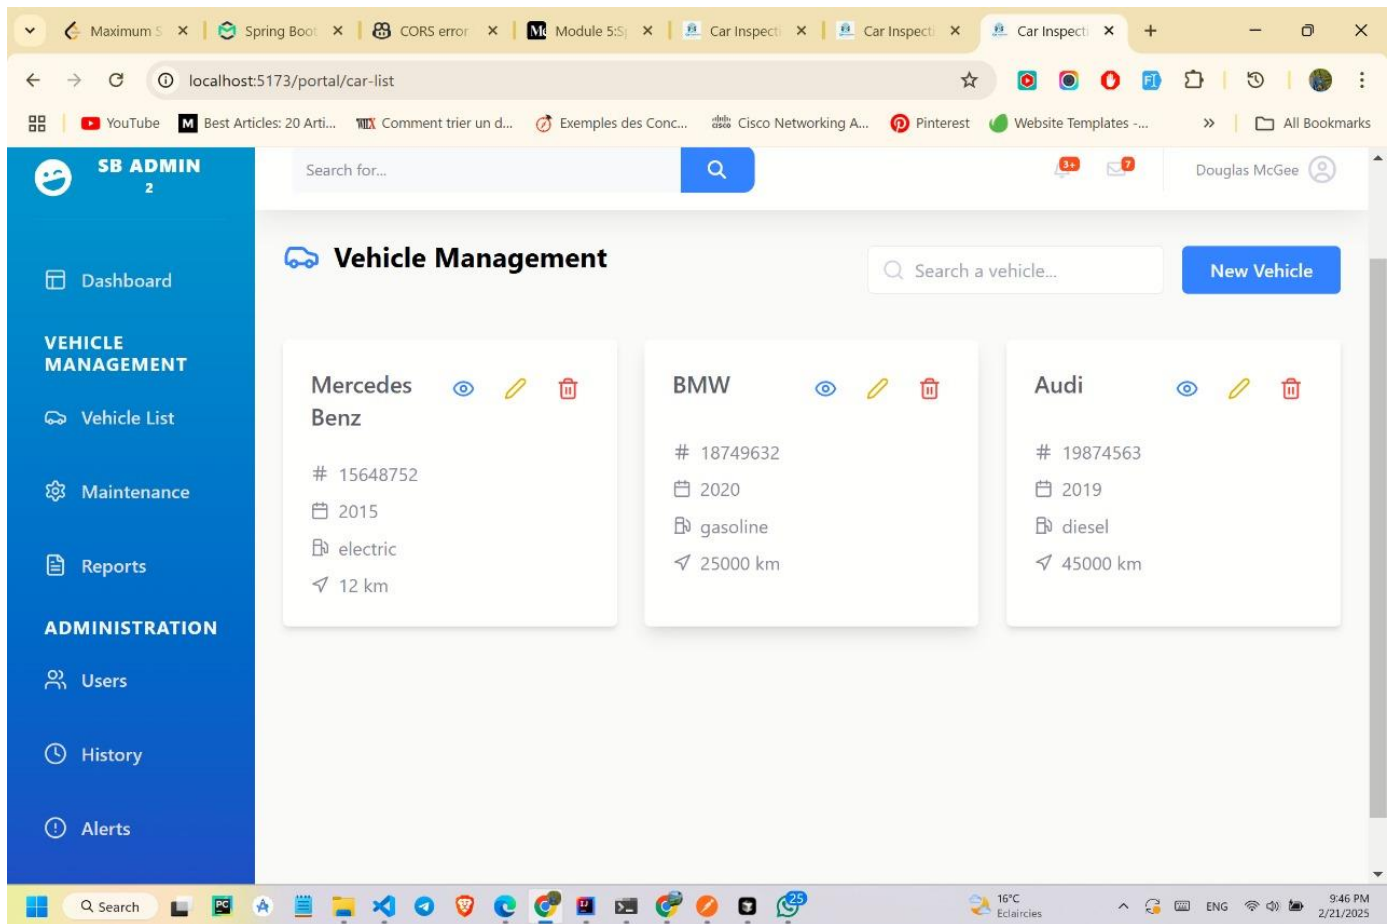 Maximum S
Spring Boot
CORS error
Module 5:S
Car Inspecti
Car Inspecti
Car Inspecti
localhost:5173/portal/car-list
YouTube
Best Articles: 20 Arti...
Comment trier un d...
Exemples des Conc...
Cisco Networking A...
Pinterest
Website Templates -...
All Bookmarks
SB ADMIN
2
Search for...
3+
7
Douglas McGee
Vehicle Management
Search a vehicle...
New Vehicle
Dashboard
VEHICLE
MANAGEMENT
Vehicle List
Maintenance
Reports
ADMINISTRATION
Users
History
Alerts
Mercedes
Benz
# 15648752
2015
electric
12 km
BMW
# 18749632
2020
gasoline
25000 km
Audi
# 19874563
2019
diesel
45000 km
Search
PC
25
16°C
Eclaircies
ENG
9:46 PM
2/21/2025